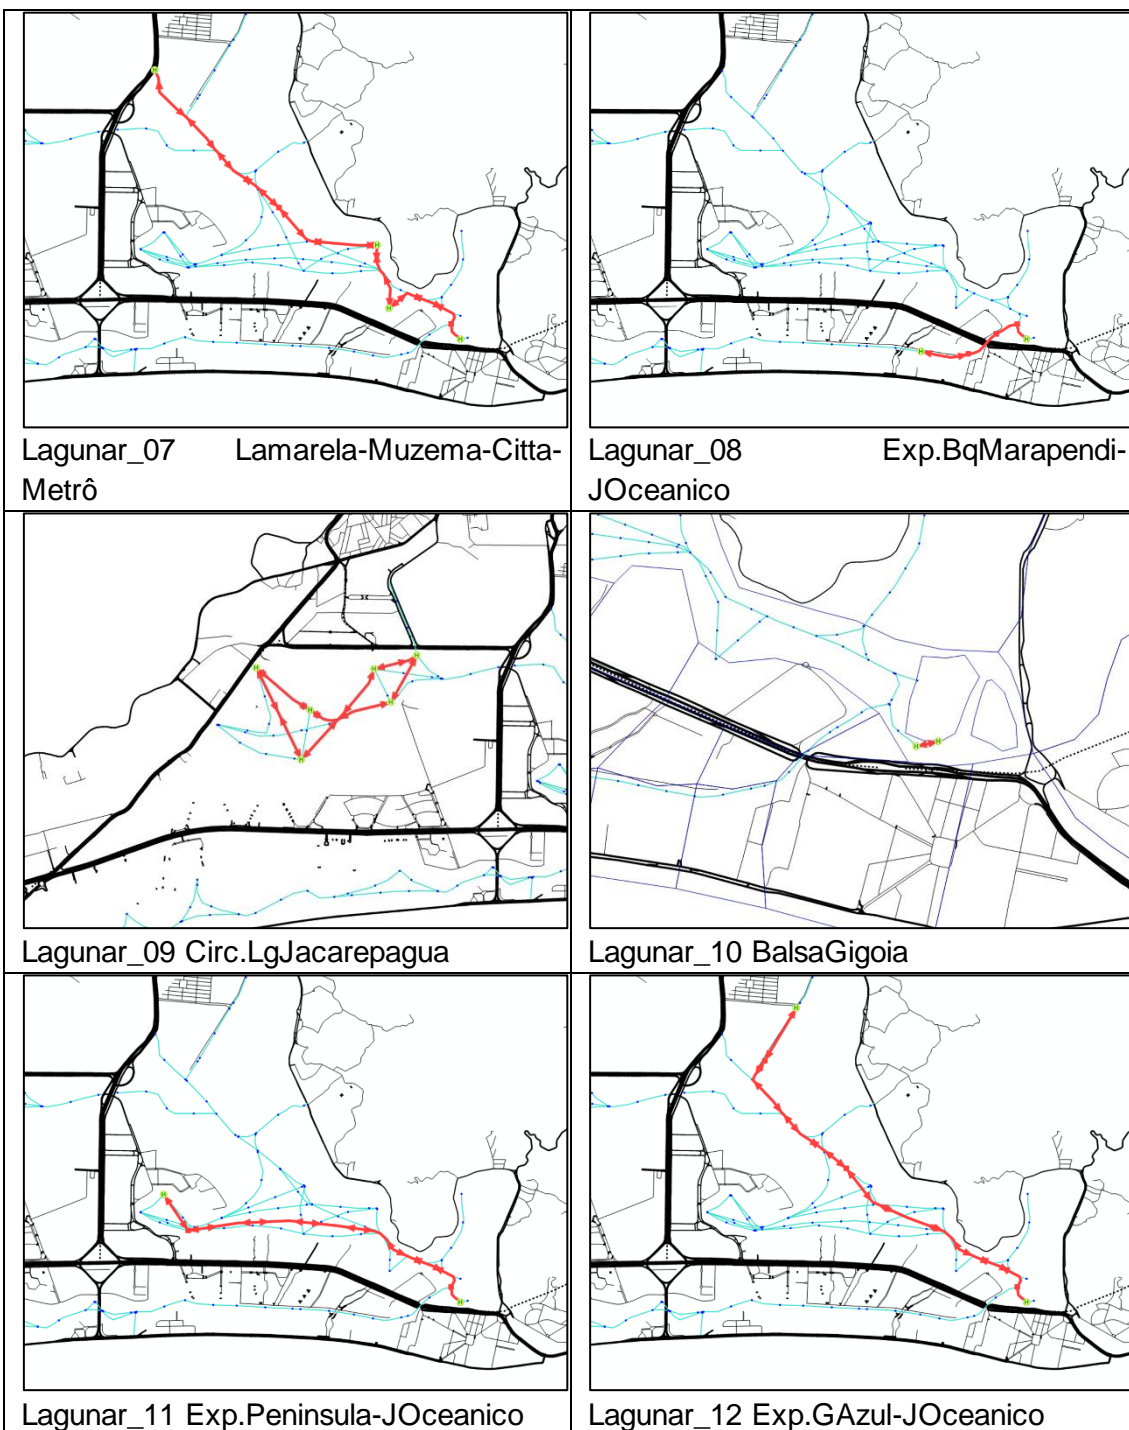 Lagunar_07 Lamarela-Muzema-Citta-
Metrô
Lagunar_08 Exp.BqMarapendi-
JOceanico
Lagunar_09 Circ.LgJacarepagua
Lagunar_10 BalsaGigoia
Lagunar_11 Exp.Peninsula-JOceanico
Lagunar_12 Exp.GAzul-JOceanico